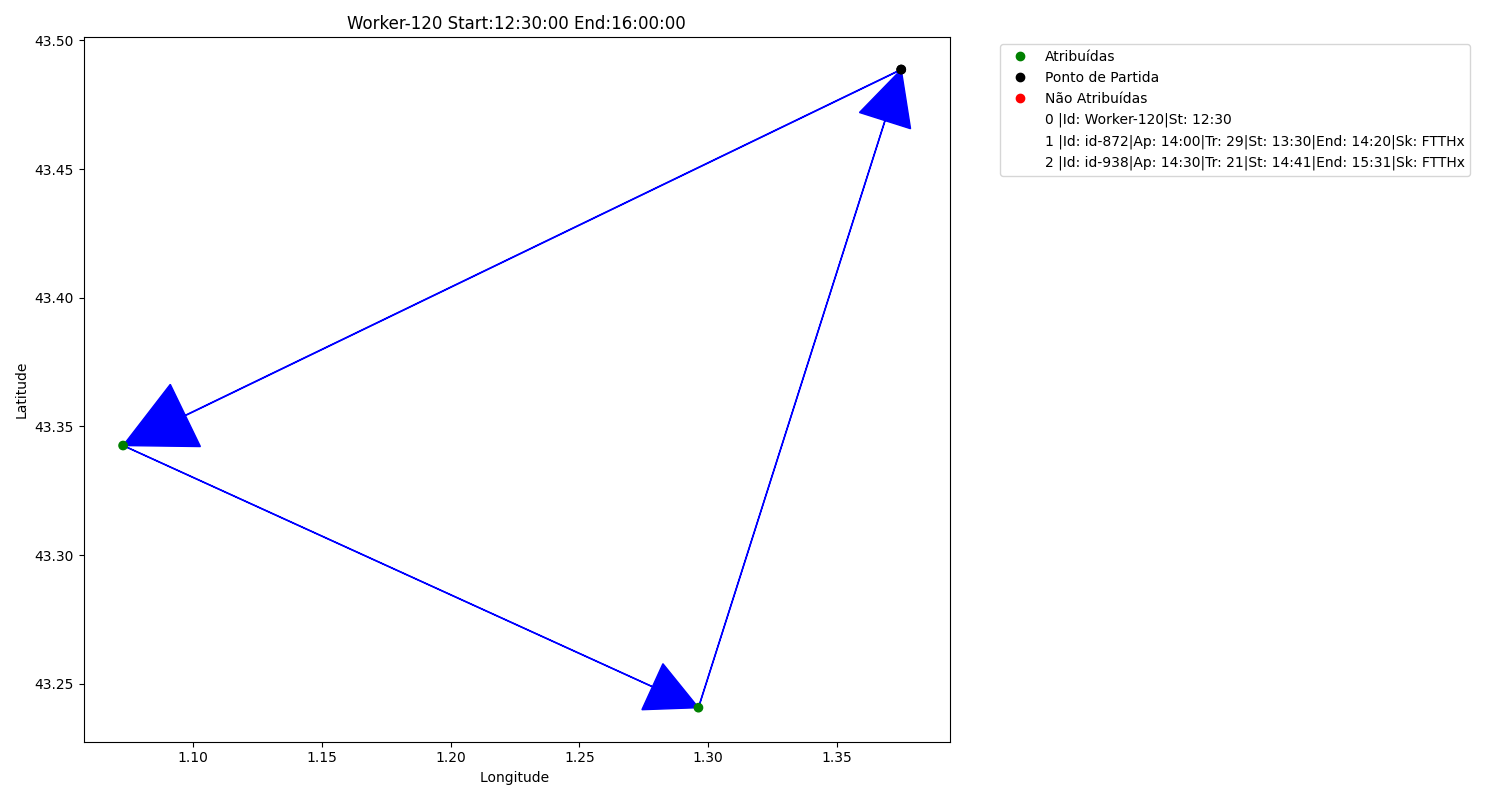 Worker-120 Start:12:30:00 End:16:00:00
43.50
43.45
43.40
43.35
43.30
43.25
Latitude
1.10 1.15 1.20 1.25 1.30 1.35
Longitude
Atribuídas
Ponto de Partida
Não Atribuídas
0 |Id: Worker-120|St: 12:30
1 |Id: id-872|Ap: 14:00|Tr: 29|St: 13:30|End: 14:20|Sk: FTTHx
2 |Id: id-938|Ap: 14:30|Tr: 21|St: 14:41|End: 15:31|Sk: FTTHx